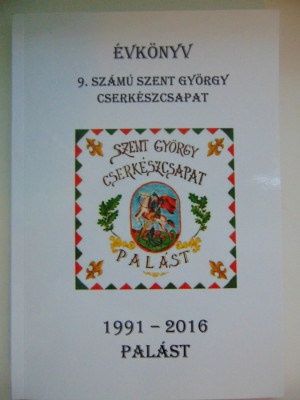 ÉVKÖNYV
9. SZÁMÚ SZENT GYÖRGY
CSERKÉSZCSAPAT
SZENT GYÖRGY
CSERKÉSZCSAPAT
PALÁST
1991 – 2016
PALÁST